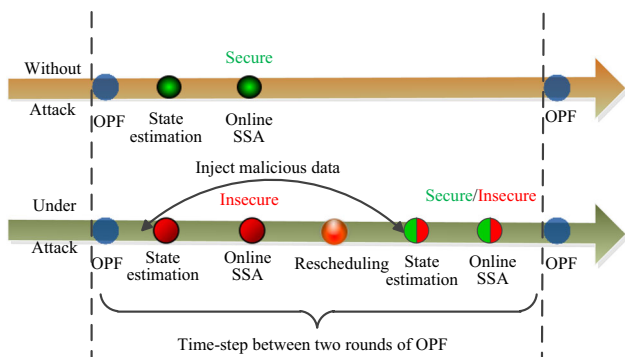 Without
Attack
Secure
OPF
State
estimation
Online
SSA
OPF
Inject malicious data
Under
Attack
Insecure
Secure/Insecure
OPF
State
estimation
Online
SSA
Rescheduling
State
estimation
Online
SSA
OPF
Time-step between two rounds of OPF